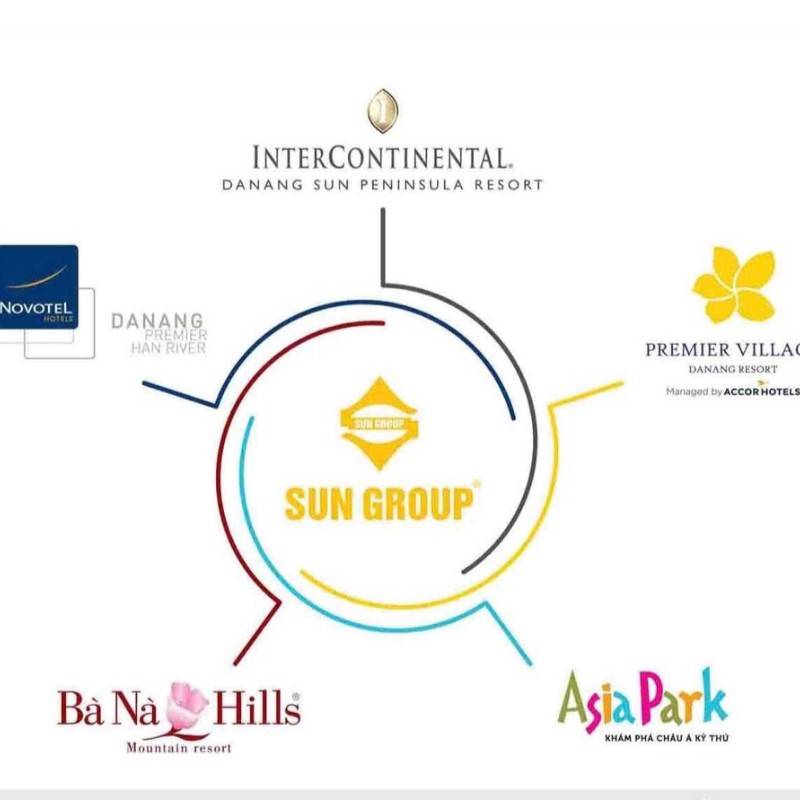 INTERCONTINENTAL®
DANANG SUN PENINSULA RESORT
NOVOTEL
HOTELS
DANANG
PREMIER
HAN RIVER
PREMIER VILLAG
DANANG RESORT
Managed by ACCOR HOTELS
SUN GROUP
SUN GROUP®
Bà Nà Hills®
Mountain resort
Asia Park
KHÁM PHÁ CHÂU Á KỲ THÚ